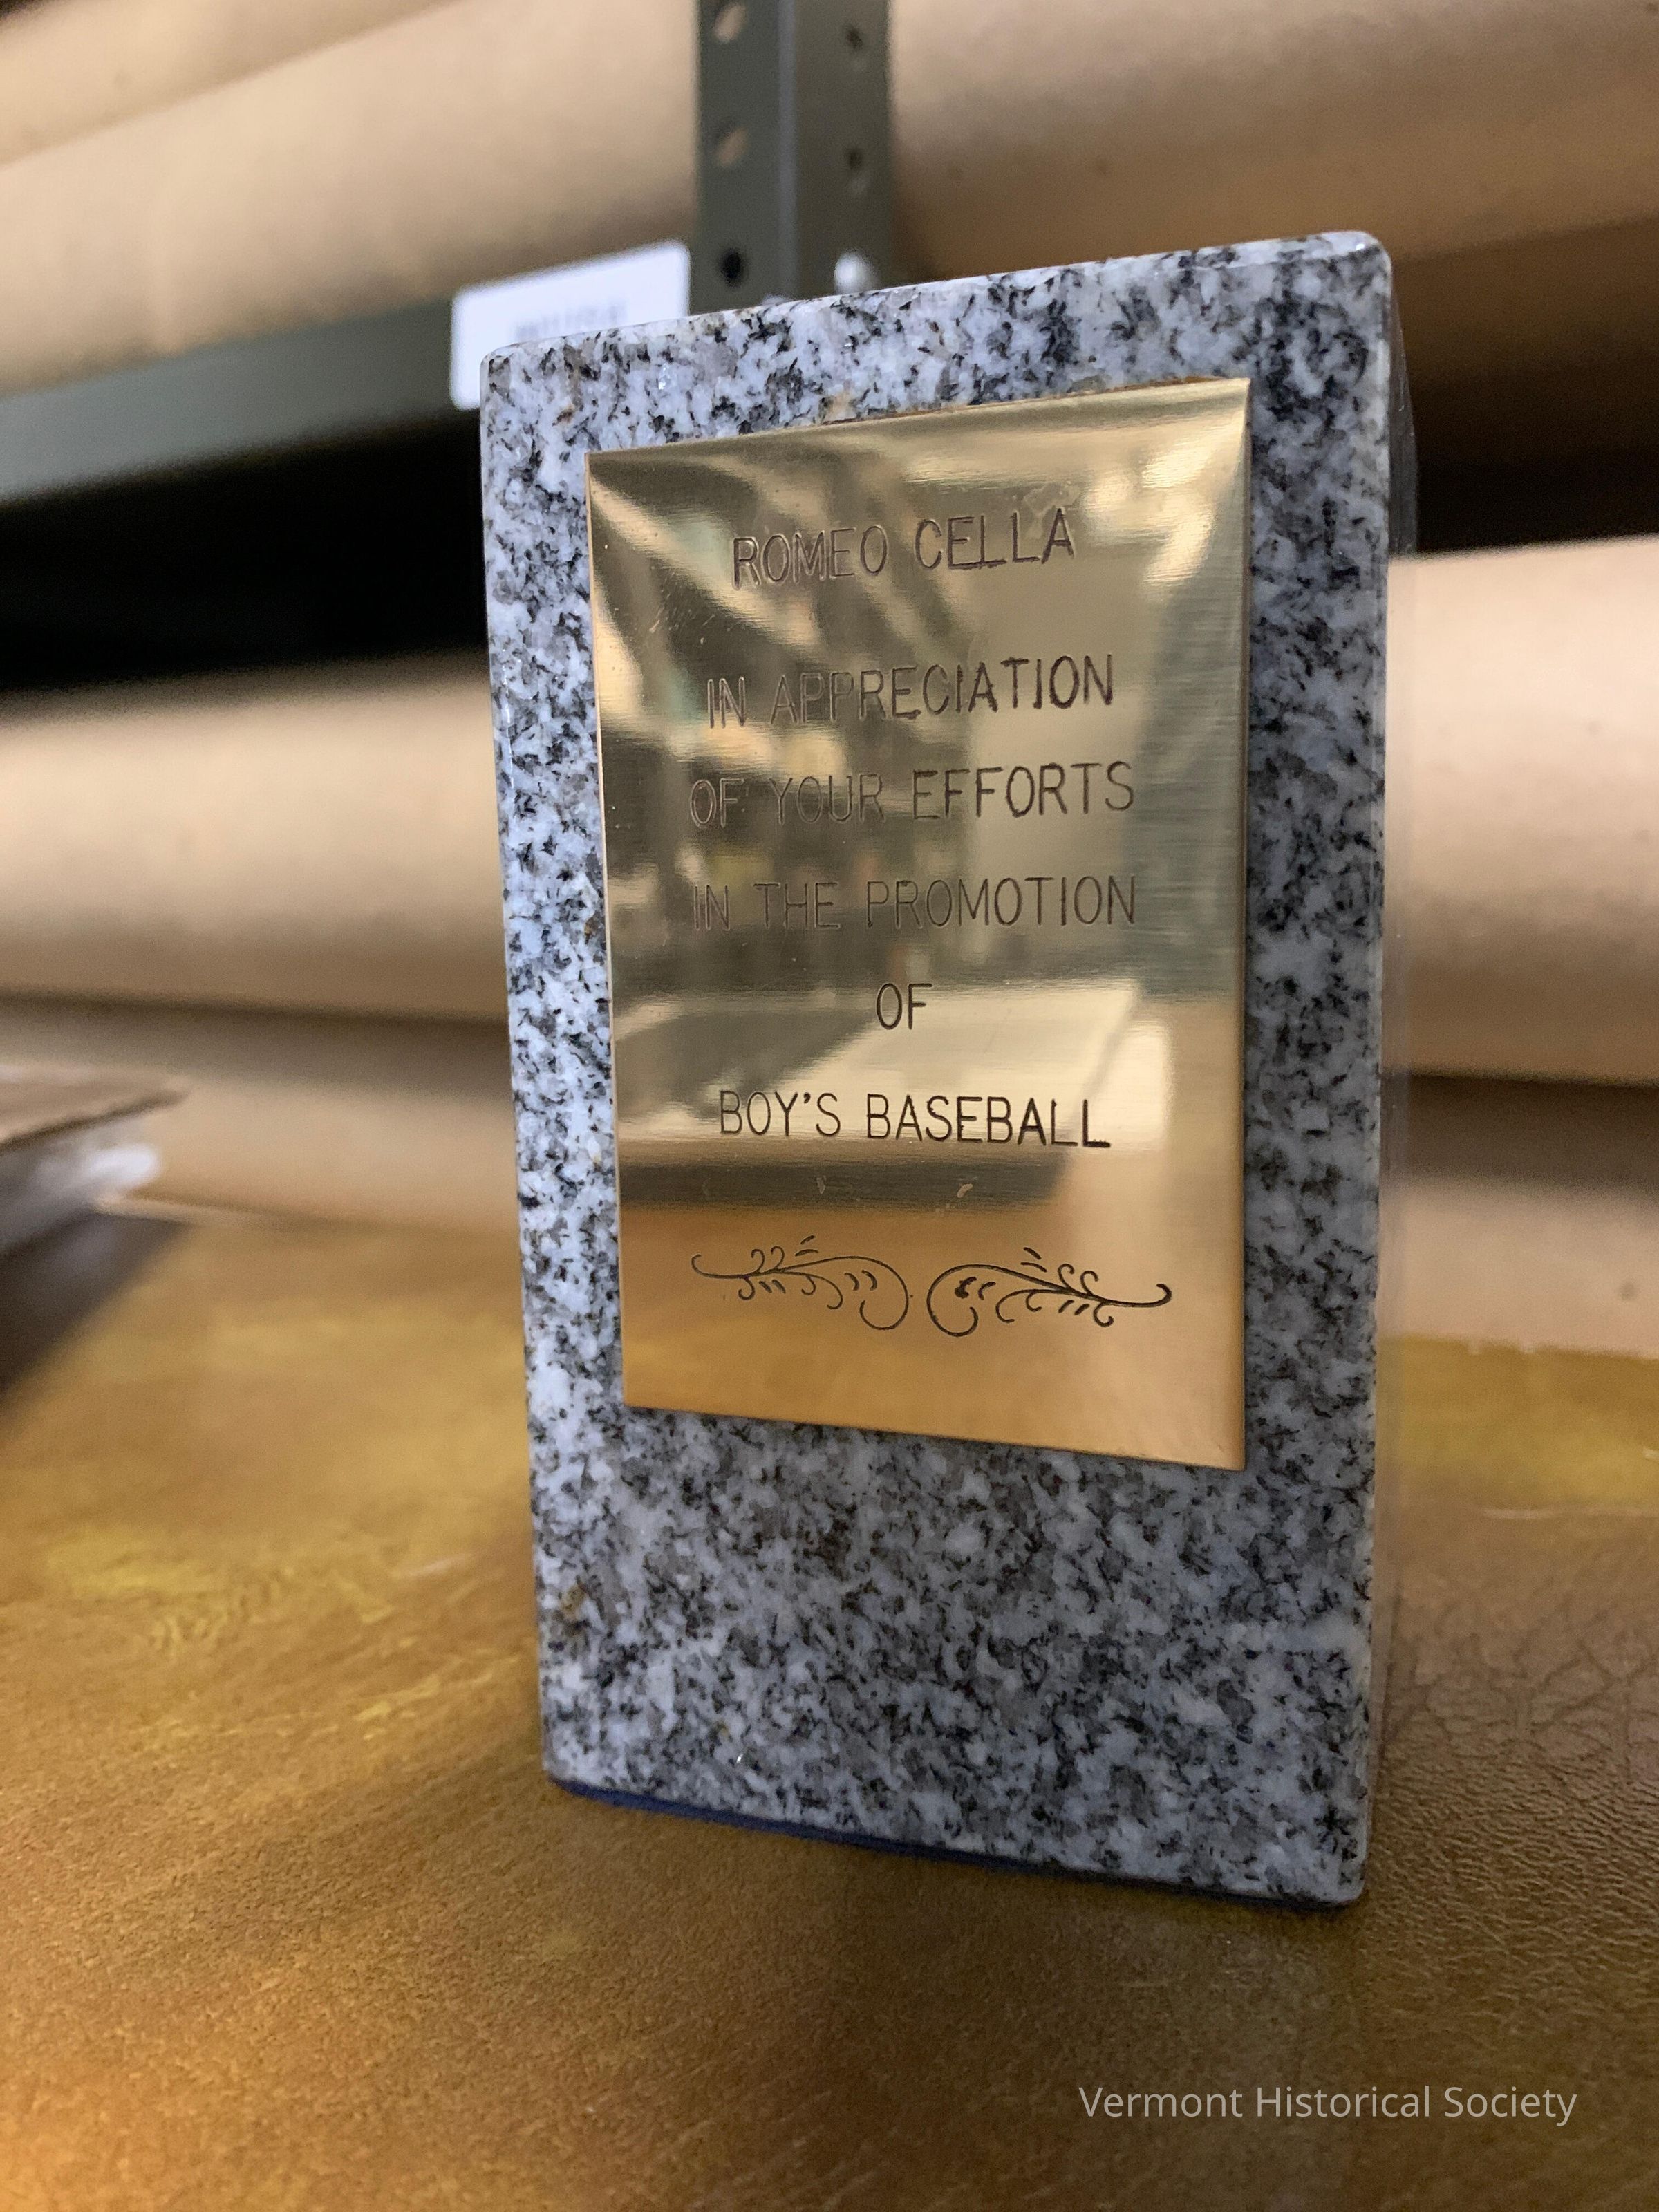 ROMEO CELLA
IN APPRECIATION
OF YOUR EFFORTS
IN THE PROMOTION
OF
BOY'S BASEBALL
Vermont Historical Society